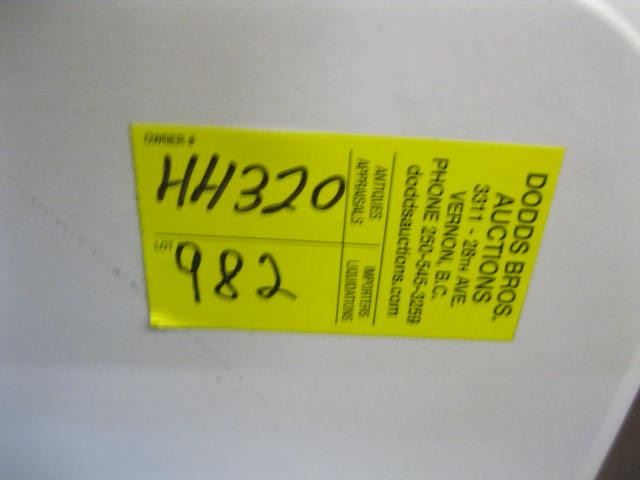 OWNER #
HH320
LOT
982
DODDS BROS.
AUCTIONS
3311 - 28TH AVE.
VERNON, B.C.
PHONE 250-545-3259
doddsauctions.com
ANTIQUES IMPORTERS
APPRAISALS LIQUIDATIONS